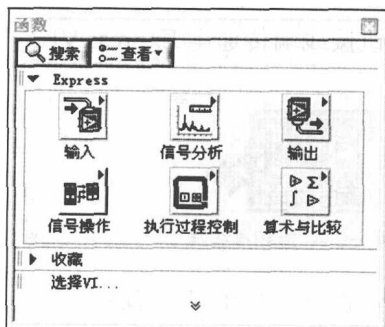 函数
搜索 查看
Express
输入 信号分析 输出
信号操作 执行过程控制 算术与比较
收藏
选择VI...